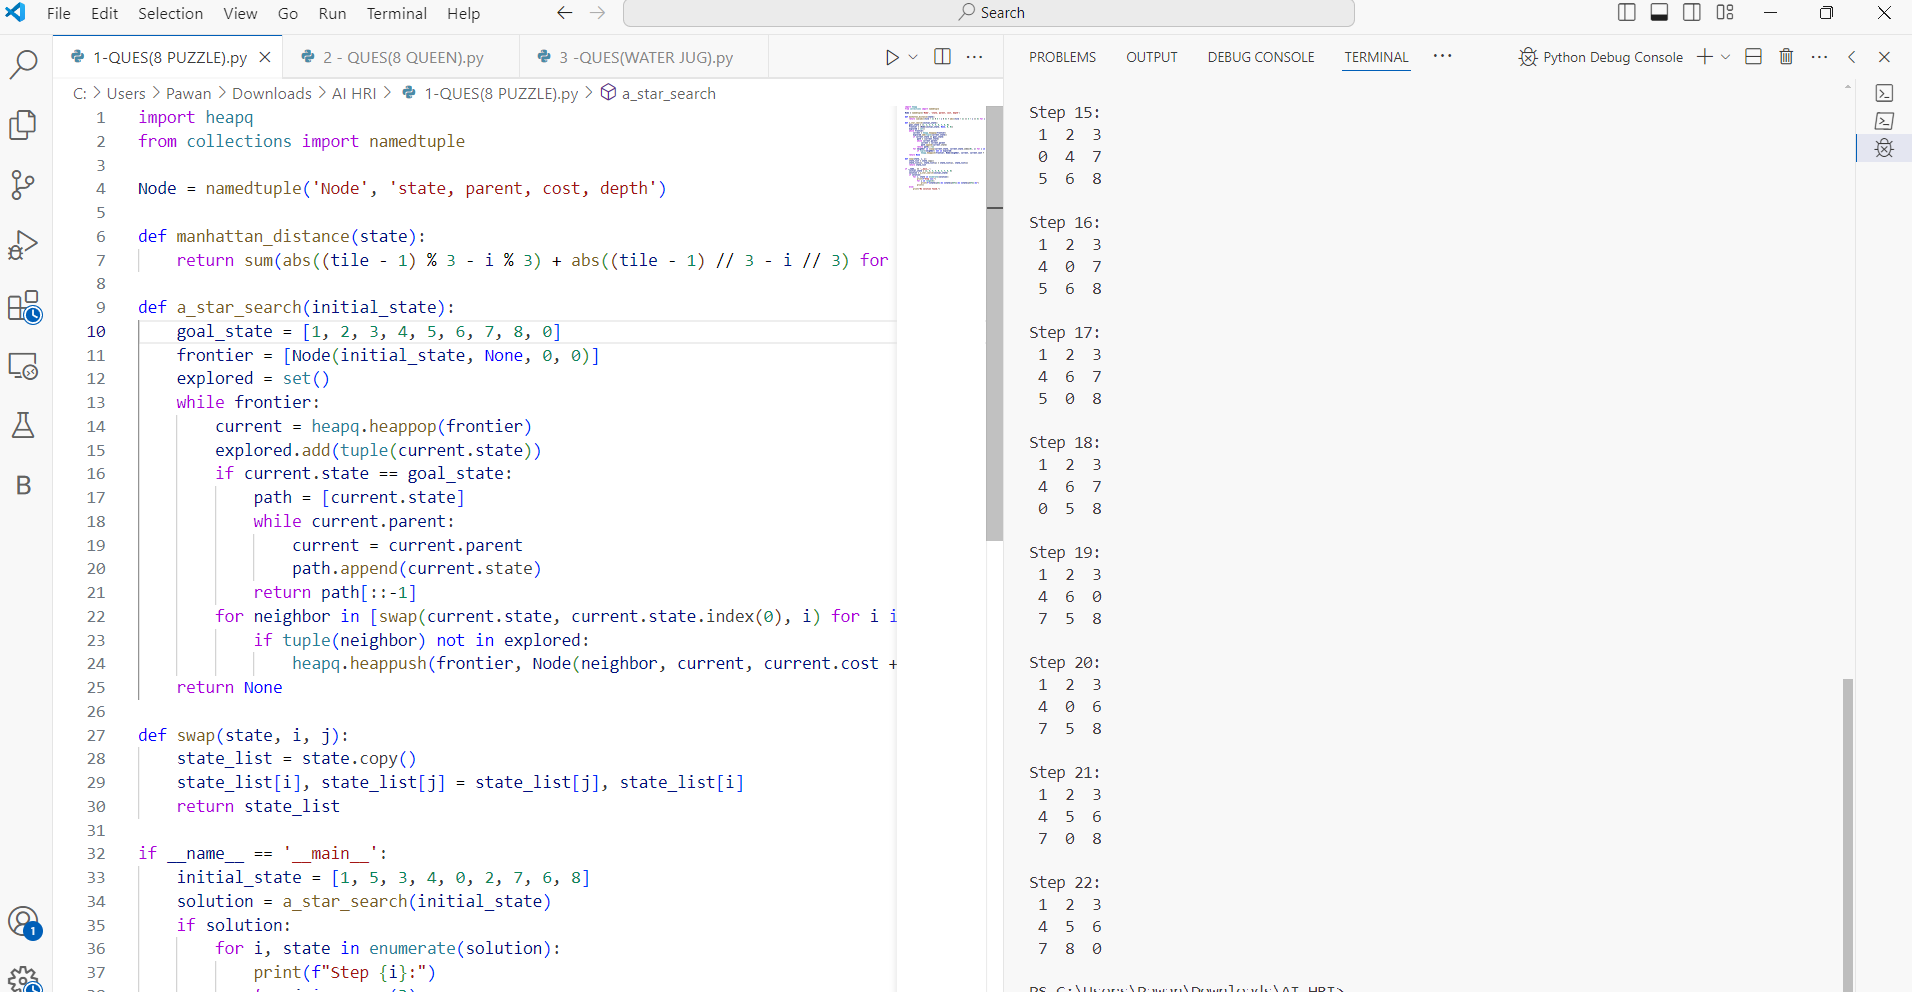 File Edit Selection View Go Run Terminal Help
Search
1-QUES(8 PUZZLE).py
2 - QUES(8 QUEEN).py
3 -QUES(WATER JUG).py
C: > Users > Pawan > Downloads > AI HRI > 1-QUES(8 PUZZLE).py > a_star_search
1 import heapq
2 from collections import namedtuple
3
4 Node = namedtuple('Node', 'state, parent, cost, depth')
5
6 def manhattan_distance(state):
7 return sum(abs((tile - 1) % 3 - i % 3) + abs((tile - 1) // 3 - i // 3) for
8
9 def a_star_search(initial_state):
10 goal_state = [1, 2, 3, 4, 5, 6, 7, 8, 0]
11 frontier = [Node(initial_state, None, 0, 0)]
12 explored = set()
13 while frontier:
14 current = heapq.heappop(frontier)
15 explored.add(tuple(current.state))
16 if current.state == goal_state:
17 path = [current.state]
18 while current.parent:
19 current = current.parent
20 path.append(current.state)
21 return path[::-1]
22 for neighbor in [swap(current.state, current.state.index(0), i) for i i
23 if tuple(neighbor) not in explored:
24 heapq.heappush(frontier, Node(neighbor, current, current.cost +
25 return None
26
27 def swap(state, i, j):
28 state_list = state.copy()
29 state_list[i], state_list[j] = state_list[j], state_list[i]
30 return state_list
31
32 if __name__ == '__main__':
33 initial_state = [1, 5, 3, 4, 0, 2, 7, 6, 8]
34 solution = a_star_search(initial_state)
35 if solution:
36 for i, state in enumerate(solution):
37 print(f"Step {i}:")
B
1
PROBLEMS OUTPUT DEBUG CONSOLE TERMINAL
Python Debug Console
Step 15:
1 2 3
0 4 7
5 6 8
Step 16:
1 2 3
4 0 7
5 6 8
Step 17:
1 2 3
4 6 7
5 0 8
Step 18:
1 2 3
4 6 7
0 5 8
Step 19:
1 2 3
4 6 0
7 5 8
Step 20:
1 2 3
4 0 6
7 5 8
Step 21:
1 2 3
4 5 6
7 0 8
Step 22:
1 2 3
4 5 6
7 8 0
PS C:\Users\Pawan\Downloads\AI HRI>